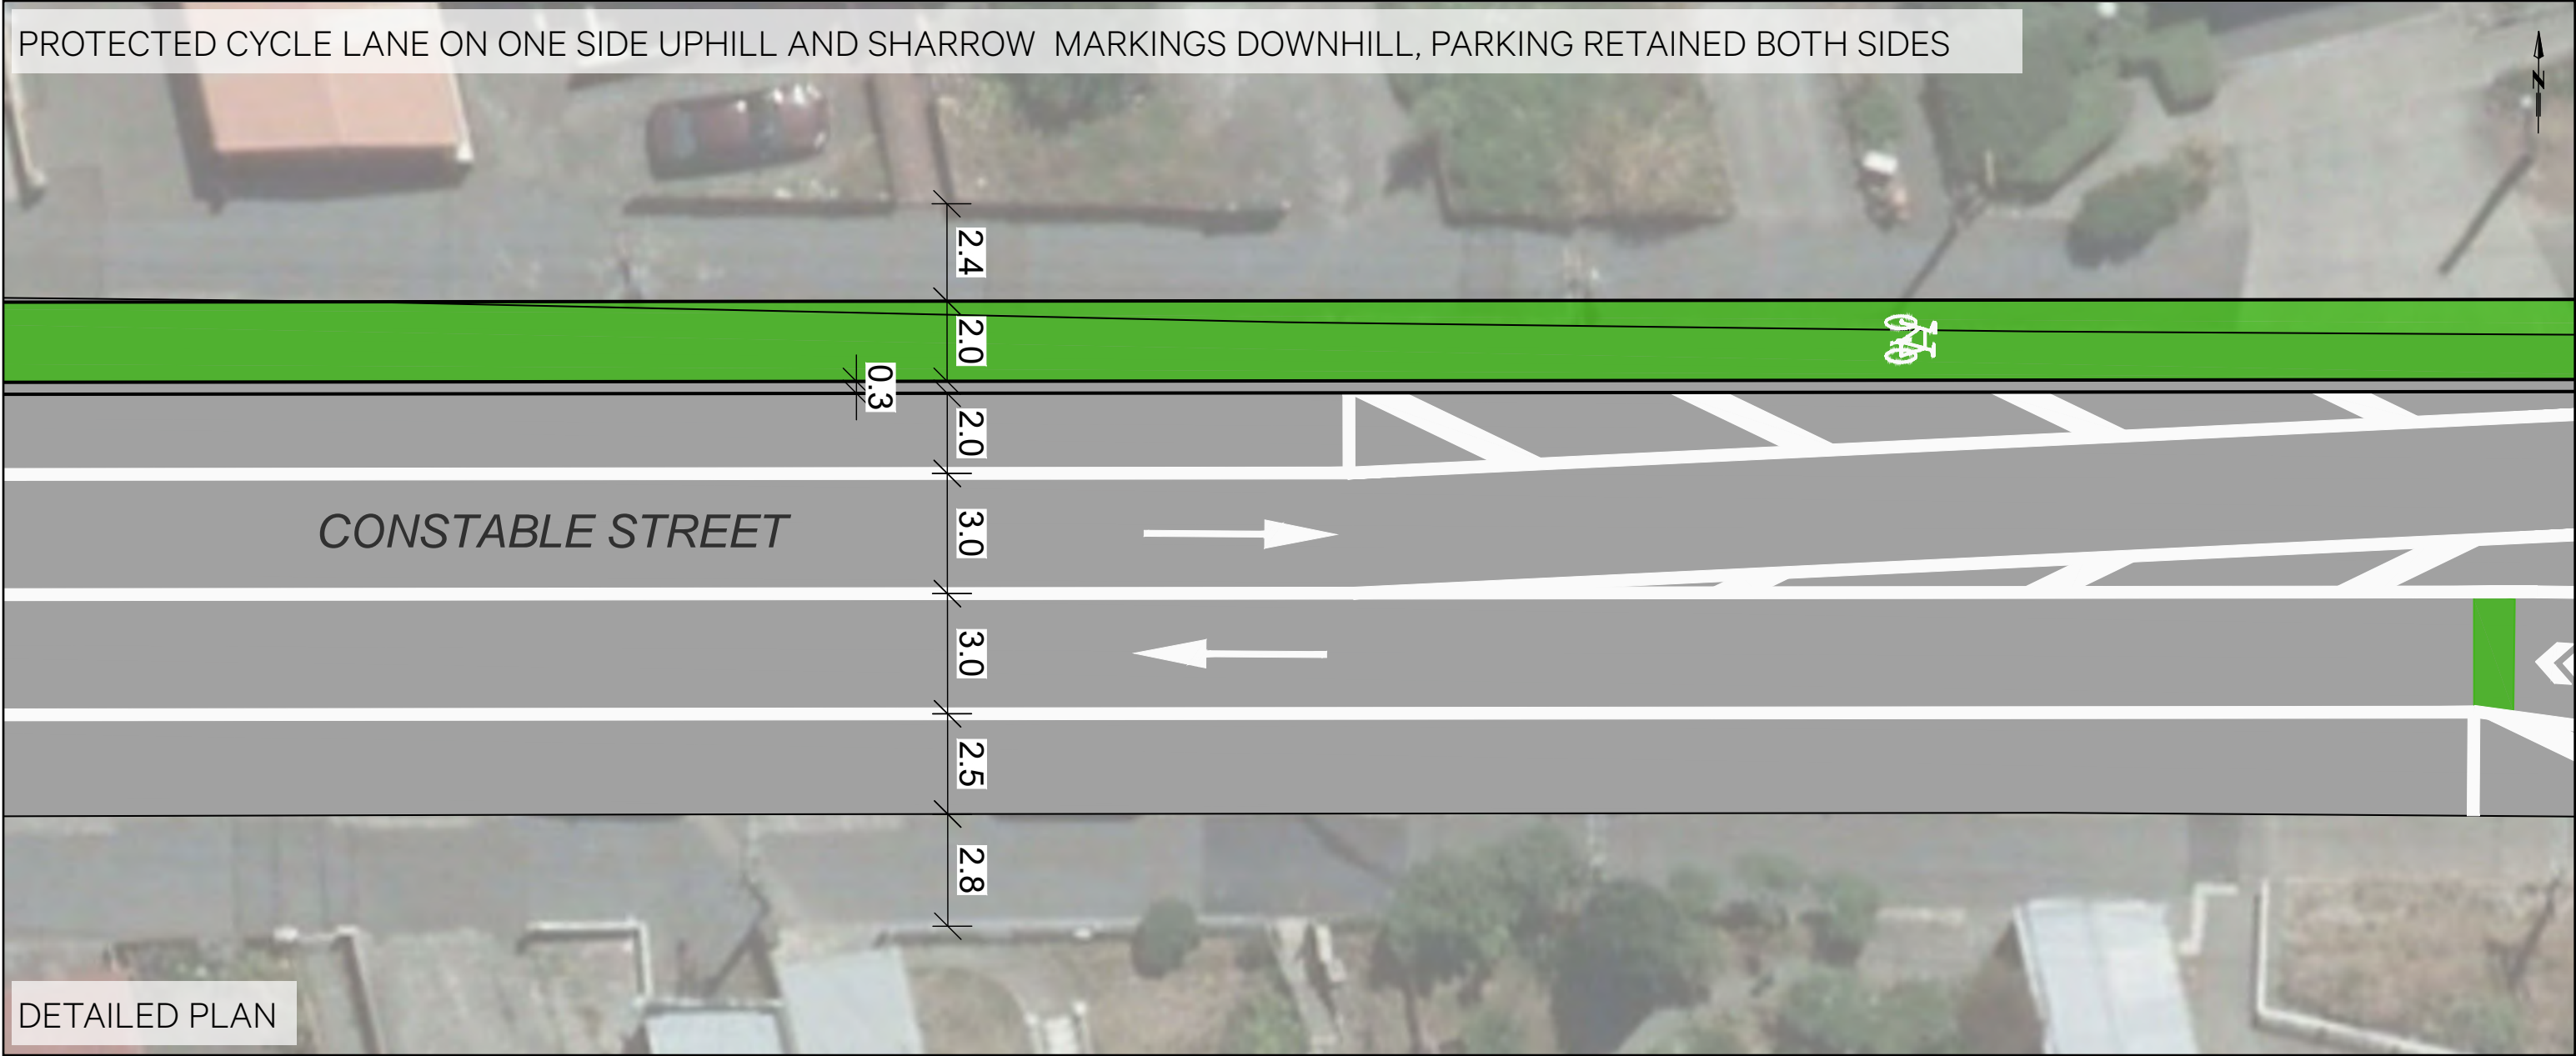 PROTECTED CYCLE LANE ON ONE SIDE UPHILL AND SHARROW MARKINGS DOWNHILL, PARKING RETAINED BOTH SIDES
N
2.4
2.0
0.3
2.0
CONSTABLE STREET
3.0
3.0
2.5
2.8
DETAILED PLAN